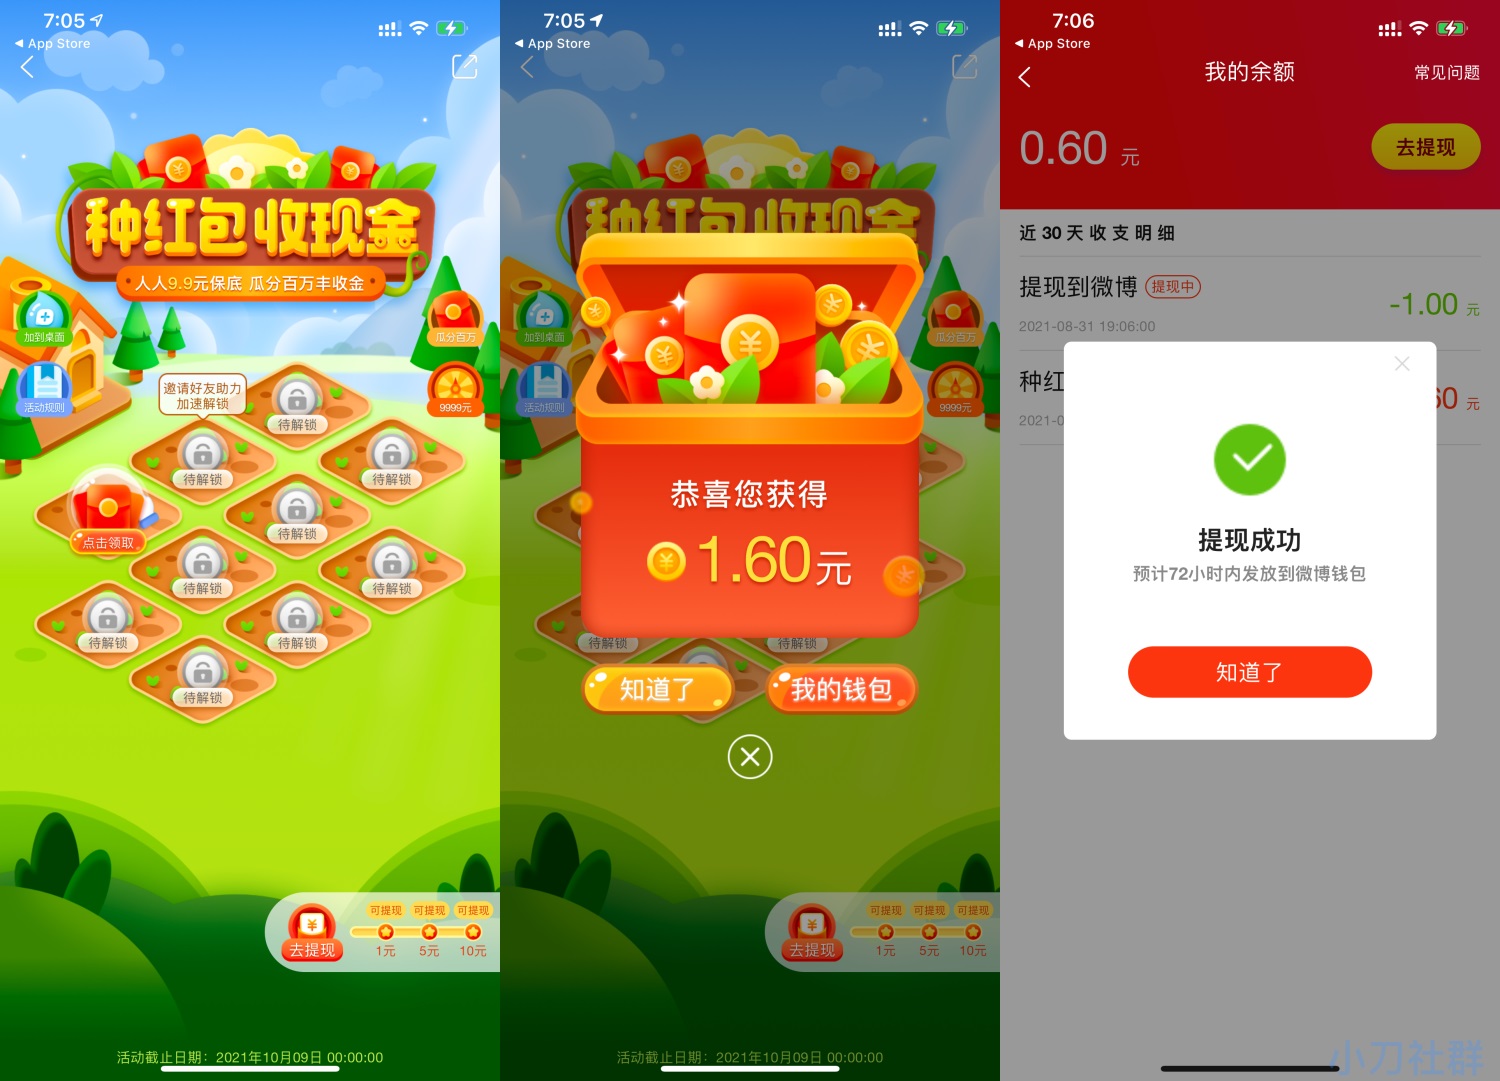 7:05
App Store
种红包收现金
人人9.9元保底 瓜分百万丰收金
加到桌面
瓜分百万
活动规则
9999元
邀请好友助力
加速解锁
待解锁
待解锁
待解锁
待解锁
点击领取
待解锁
待解锁
待解锁
待解锁
待解锁
可提现
可提现
可提现
去提现
1元
5元
10元
活动截止日期：2021年10月09日 00:00:00
7:05
App Store
种红包收现金
加到桌面
瓜分百万
活动规则
9999元
恭喜您获得
1.60元
待解锁
待解锁
知道了
我的钱包
可提现
可提现
可提现
去提现
1元
5元
10元
活动截止日期：2021年10月09日 00:00:00
7:06
App Store
我的余额
常见问题
0.60 元
去提现
近 30 天 收 支 明 细
提现到微博 提现中
-1.00 元
2021-08-31 19:06:00
种红
60 元
2021-0
提现成功
预计72小时内发放到微博钱包
知道了
小刀社群